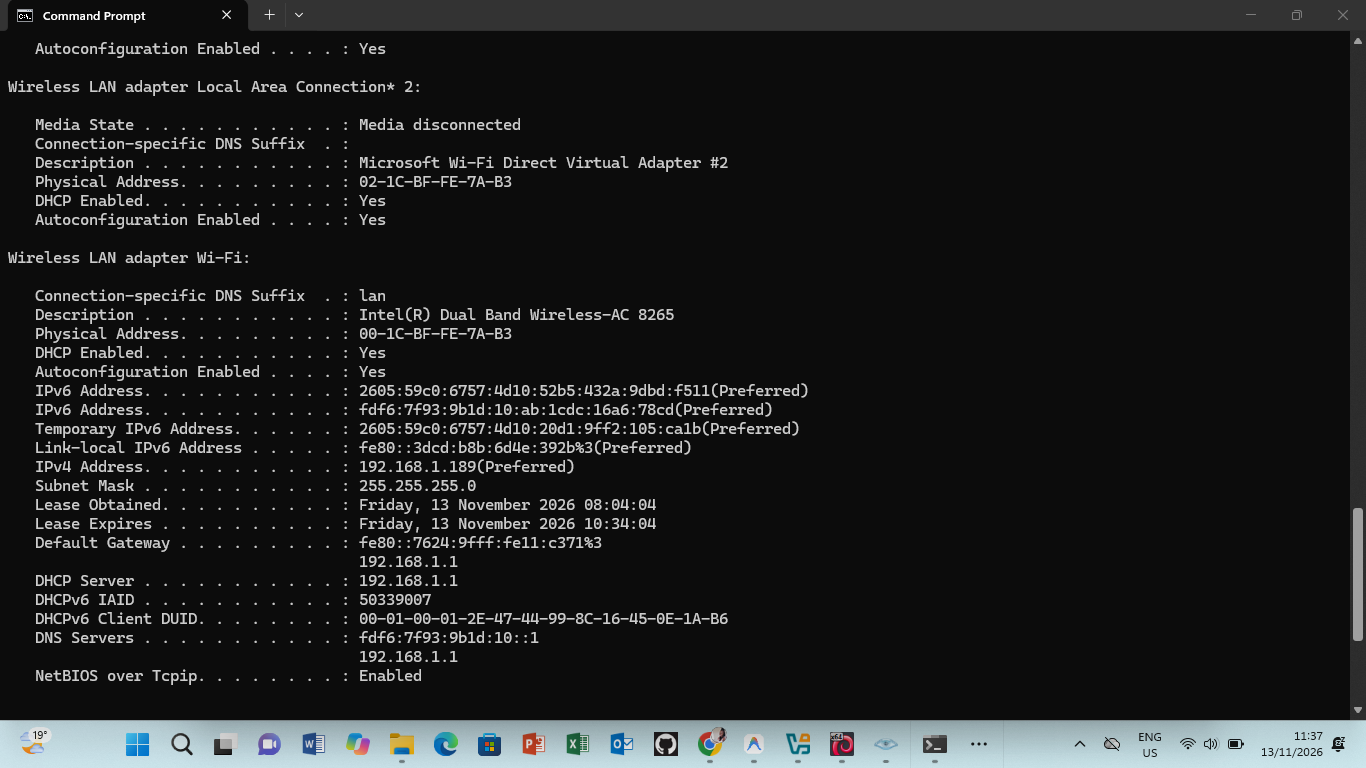 Command Prompt
Autoconfiguration Enabled . . . . : Yes
Wireless LAN adapter Local Area Connection* 2:
Media State . . . . . . . . . . . : Media disconnected
Connection-specific DNS Suffix  . :
Description . . . . . . . . . . . : Microsoft Wi-Fi Direct Virtual Adapter #2
Physical Address. . . . . . . . . : 02-1C-BF-FE-7A-B3
DHCP Enabled. . . . . . . . . . . : Yes
Autoconfiguration Enabled . . . . : Yes
Wireless LAN adapter Wi-Fi:
Connection-specific DNS Suffix  . : lan
Description . . . . . . . . . . . : Intel(R) Dual Band Wireless-AC 8265
Physical Address. . . . . . . . . : 00-1C-BF-FE-7A-B3
DHCP Enabled. . . . . . . . . . . : Yes
Autoconfiguration Enabled . . . . : Yes
IPv6 Address. . . . . . . . . . . : 2605:59c0:6757:4d10:52b5:432a:9dbd:f511(Preferred)
IPv6 Address. . . . . . . . . . . : fdf6:7f93:9b1d:10:ab:1cdc:16a6:78cd(Preferred)
Temporary IPv6 Address. . . . . . : 2605:59c0:6757:4d10:20d1:9ff2:105:ca1b(Preferred)
Link-local IPv6 Address . . . . . : fe80::3dcd:b8b:6d4e:392b%3(Preferred)
IPv4 Address. . . . . . . . . . . : 192.168.1.189(Preferred)
Subnet Mask . . . . . . . . . . . : 255.255.255.0
Lease Obtained. . . . . . . . . . : Friday, 13 November 2026 08:04:04
Lease Expires . . . . . . . . . . : Friday, 13 November 2026 10:34:04
Default Gateway . . . . . . . . . : fe80::7624:9fff:fe11:c371%3
192.168.1.1
DHCP Server . . . . . . . . . . . : 192.168.1.1
DHCPv6 IAID . . . . . . . . . . . : 50339007
DHCPv6 Client DUID. . . . . . . . : 00-01-00-01-2E-47-44-99-8C-16-45-0E-1A-B6
DNS Servers . . . . . . . . . . . : fdf6:7f93:9b1d:10::1
192.168.1.1
NetBIOS over Tcpip. . . . . . . . : Enabled
19°
ENG
US
11:37
13/11/2026